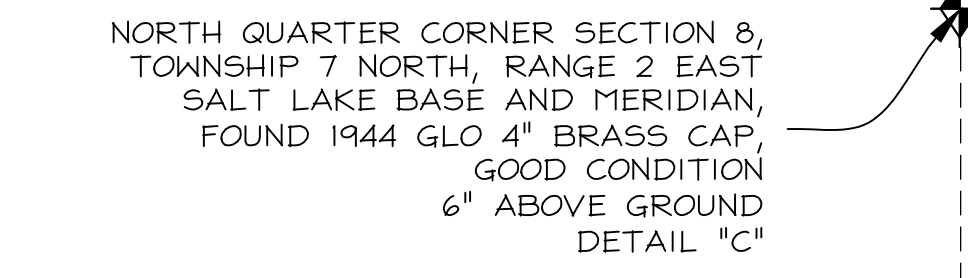 NORTH QUARTER CORNER SECTION 8,
TOWNSHIP 7 NORTH, RANGE 2 EAST
SALT LAKE BASE AND MERIDIAN,
FOUND 1944 GLO 4" BRASS CAP,
GOOD CONDITION
6" ABOVE GROUND
DETAIL "C"